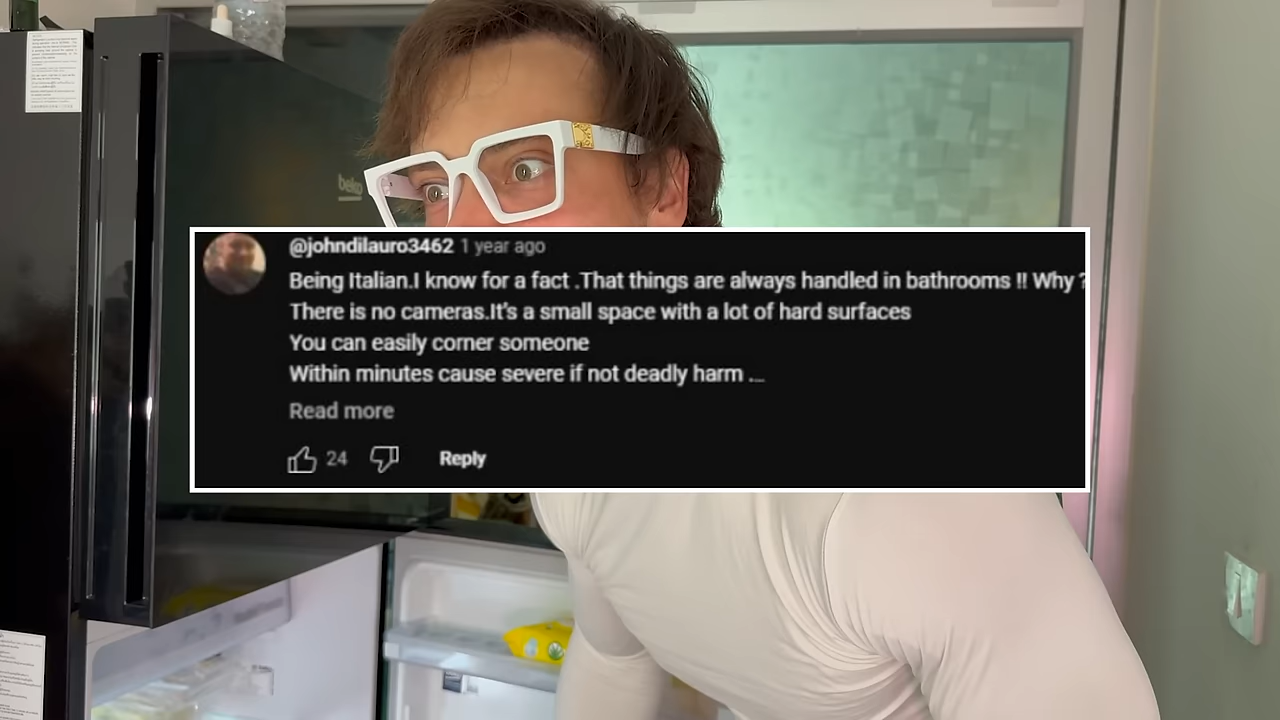 beko
@johndilauro3462 1 year ago
Being Italian.I know for a fact .That things are always handled in bathrooms !! Why ?
There is no cameras.It's a small space with a lot of hard surfaces
You can easily corner someone
Within minutes cause severe if not deadly harm ...
Read more
24
Reply